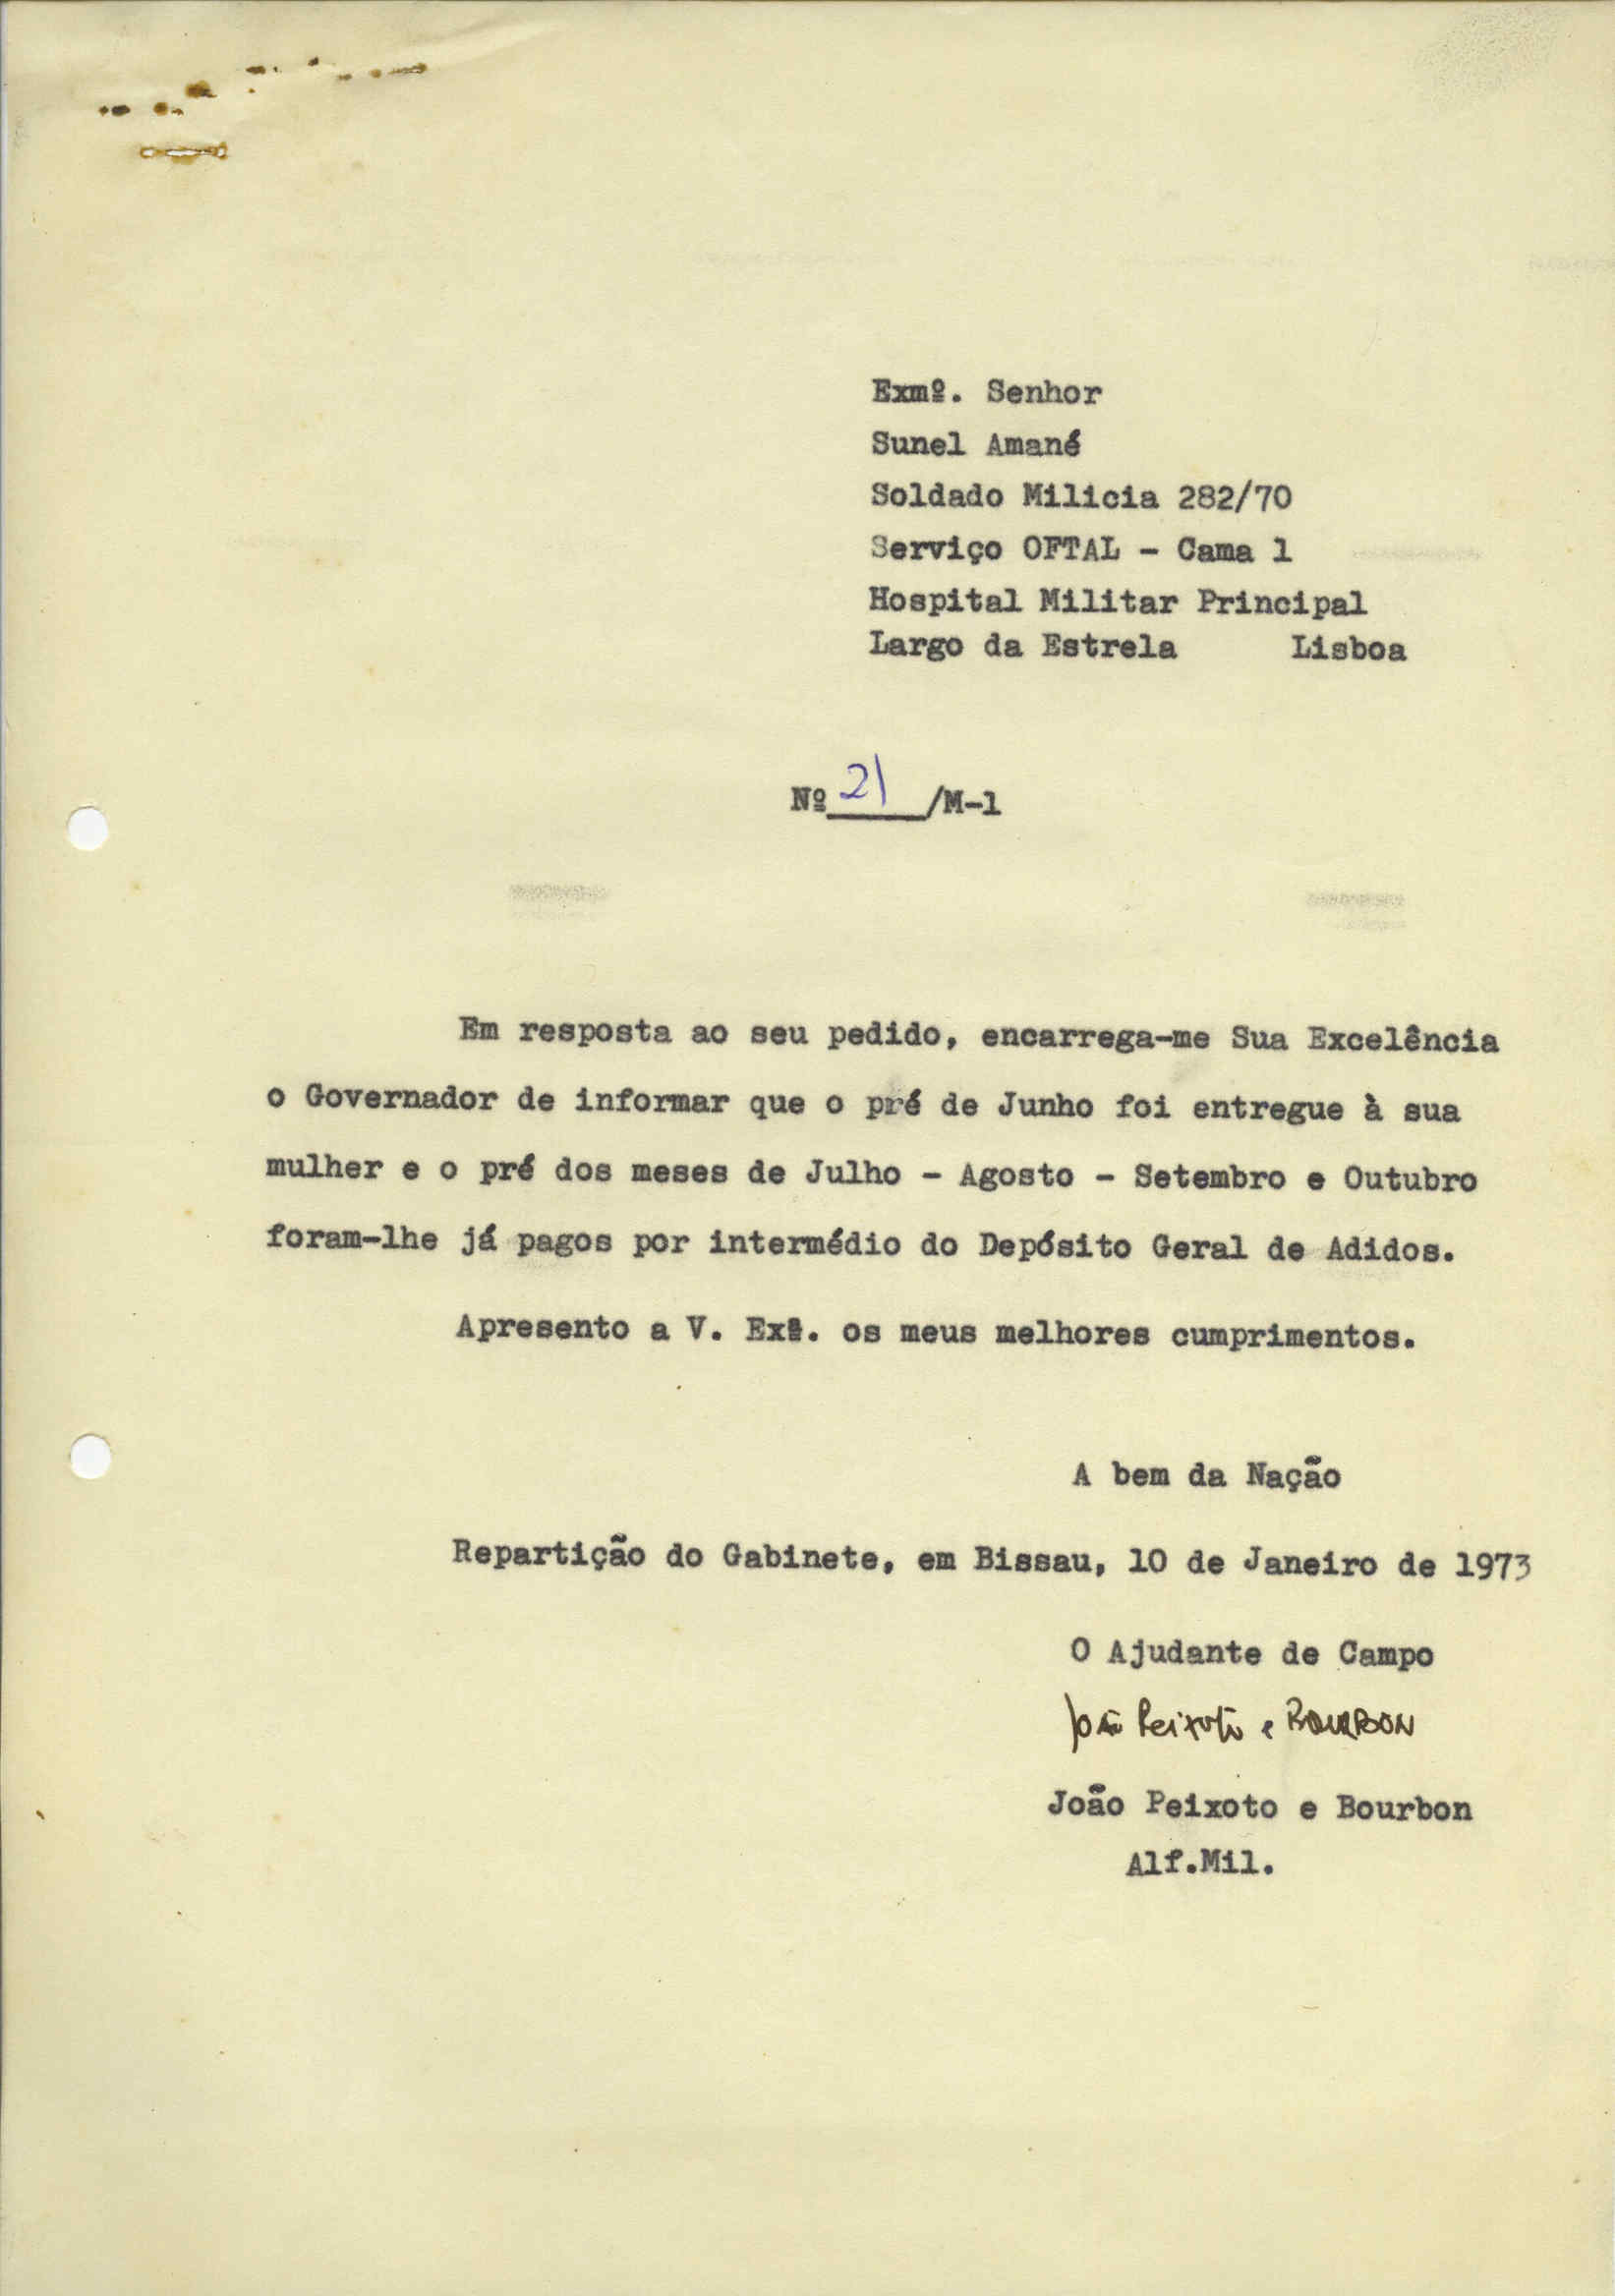 Exmº. Senhor
Sunel Amané
Soldado Milicia 282/70
Serviço OFTAL - Cama 1
Hospital Militar Principal
Largo da Estrela Lisboa
Nº 21 /M-1
Em resposta ao seu pedido, encarrega-me Sua Excelência
o Governador de informar que o pré de Junho foi entregue à sua
mulher e o pré dos meses de Julho - Agosto - Setembro e Outubro
foram-lhe já pagos por intermédio do Depósito Geral de Adidos.
Apresento a V. Exª. os meus melhores cumprimentos.
A bem da Nação
Repartição do Gabinete, em Bissau, 10 de Janeiro de 1973
O Ajudante de Campo
João Peixoto e BOURBON
João Peixoto e Bourbon
Alf.Mil.